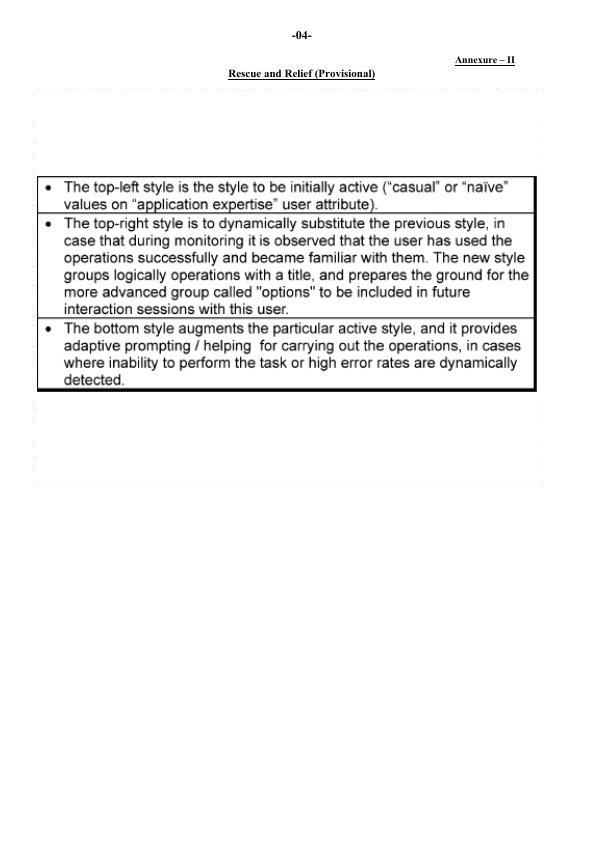 -04-
Annexure – II
Rescue and Relief (Provisional)
• The top-left style is the style to be initially active (“casual” or “naïve”
values on “application expertise” user attribute).
• The top-right style is to dynamically substitute the previous style, in
case that during monitoring it is observed that the user has used the
operations successfully and became familiar with them. The new style
groups logically operations with a title, and prepares the ground for the
more advanced group called "options" to be included in future
interaction sessions with this user.
• The bottom style augments the particular active style, and it provides
adaptive prompting / helping  for carrying out the operations, in cases
where inability to perform the task or high error rates are dynamically
detected.